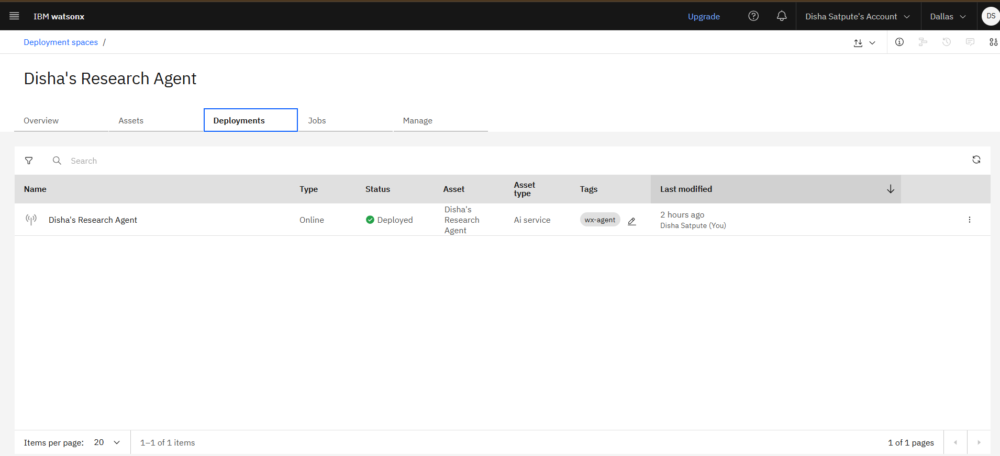 IBM watsonx
Upgrade
Disha Satpute's Account
Dallas
DS
Deployment spaces /
Disha's Research Agent
Overview
Assets
Deployments
Jobs
Manage
Search
Name
Type
Status
Asset
Asset
type
Tags
Last modified
Disha's Research Agent
Online
Deployed
Disha's
Research
Agent
Ai service
wx-agent
2 hours ago
Disha Satpute (You)
Items per page: 20
1–1 of 1 items
1 of 1 pages